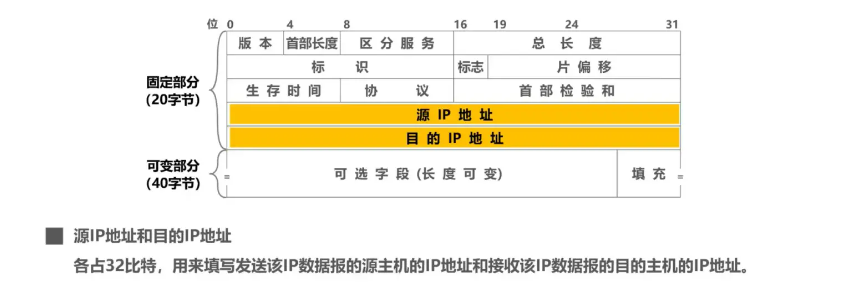 位 0 4 8 16 19 24 31
版 本 首部长度 区 分 服 务 总 长 度
标 识 标志 片 偏 移
固定部分
(20字节)
生 存 时 间 协 议 首 部 检 验 和
源 IP 地 址
目 的 IP 地 址
可变部分
(40字节)
可 选 字 段 (长 度 可 变) 填 充
源IP地址和目的IP地址
各占32比特，用来填写发送该IP数据报的源主机的IP地址和接收该IP数据报的目的主机的IP地址。